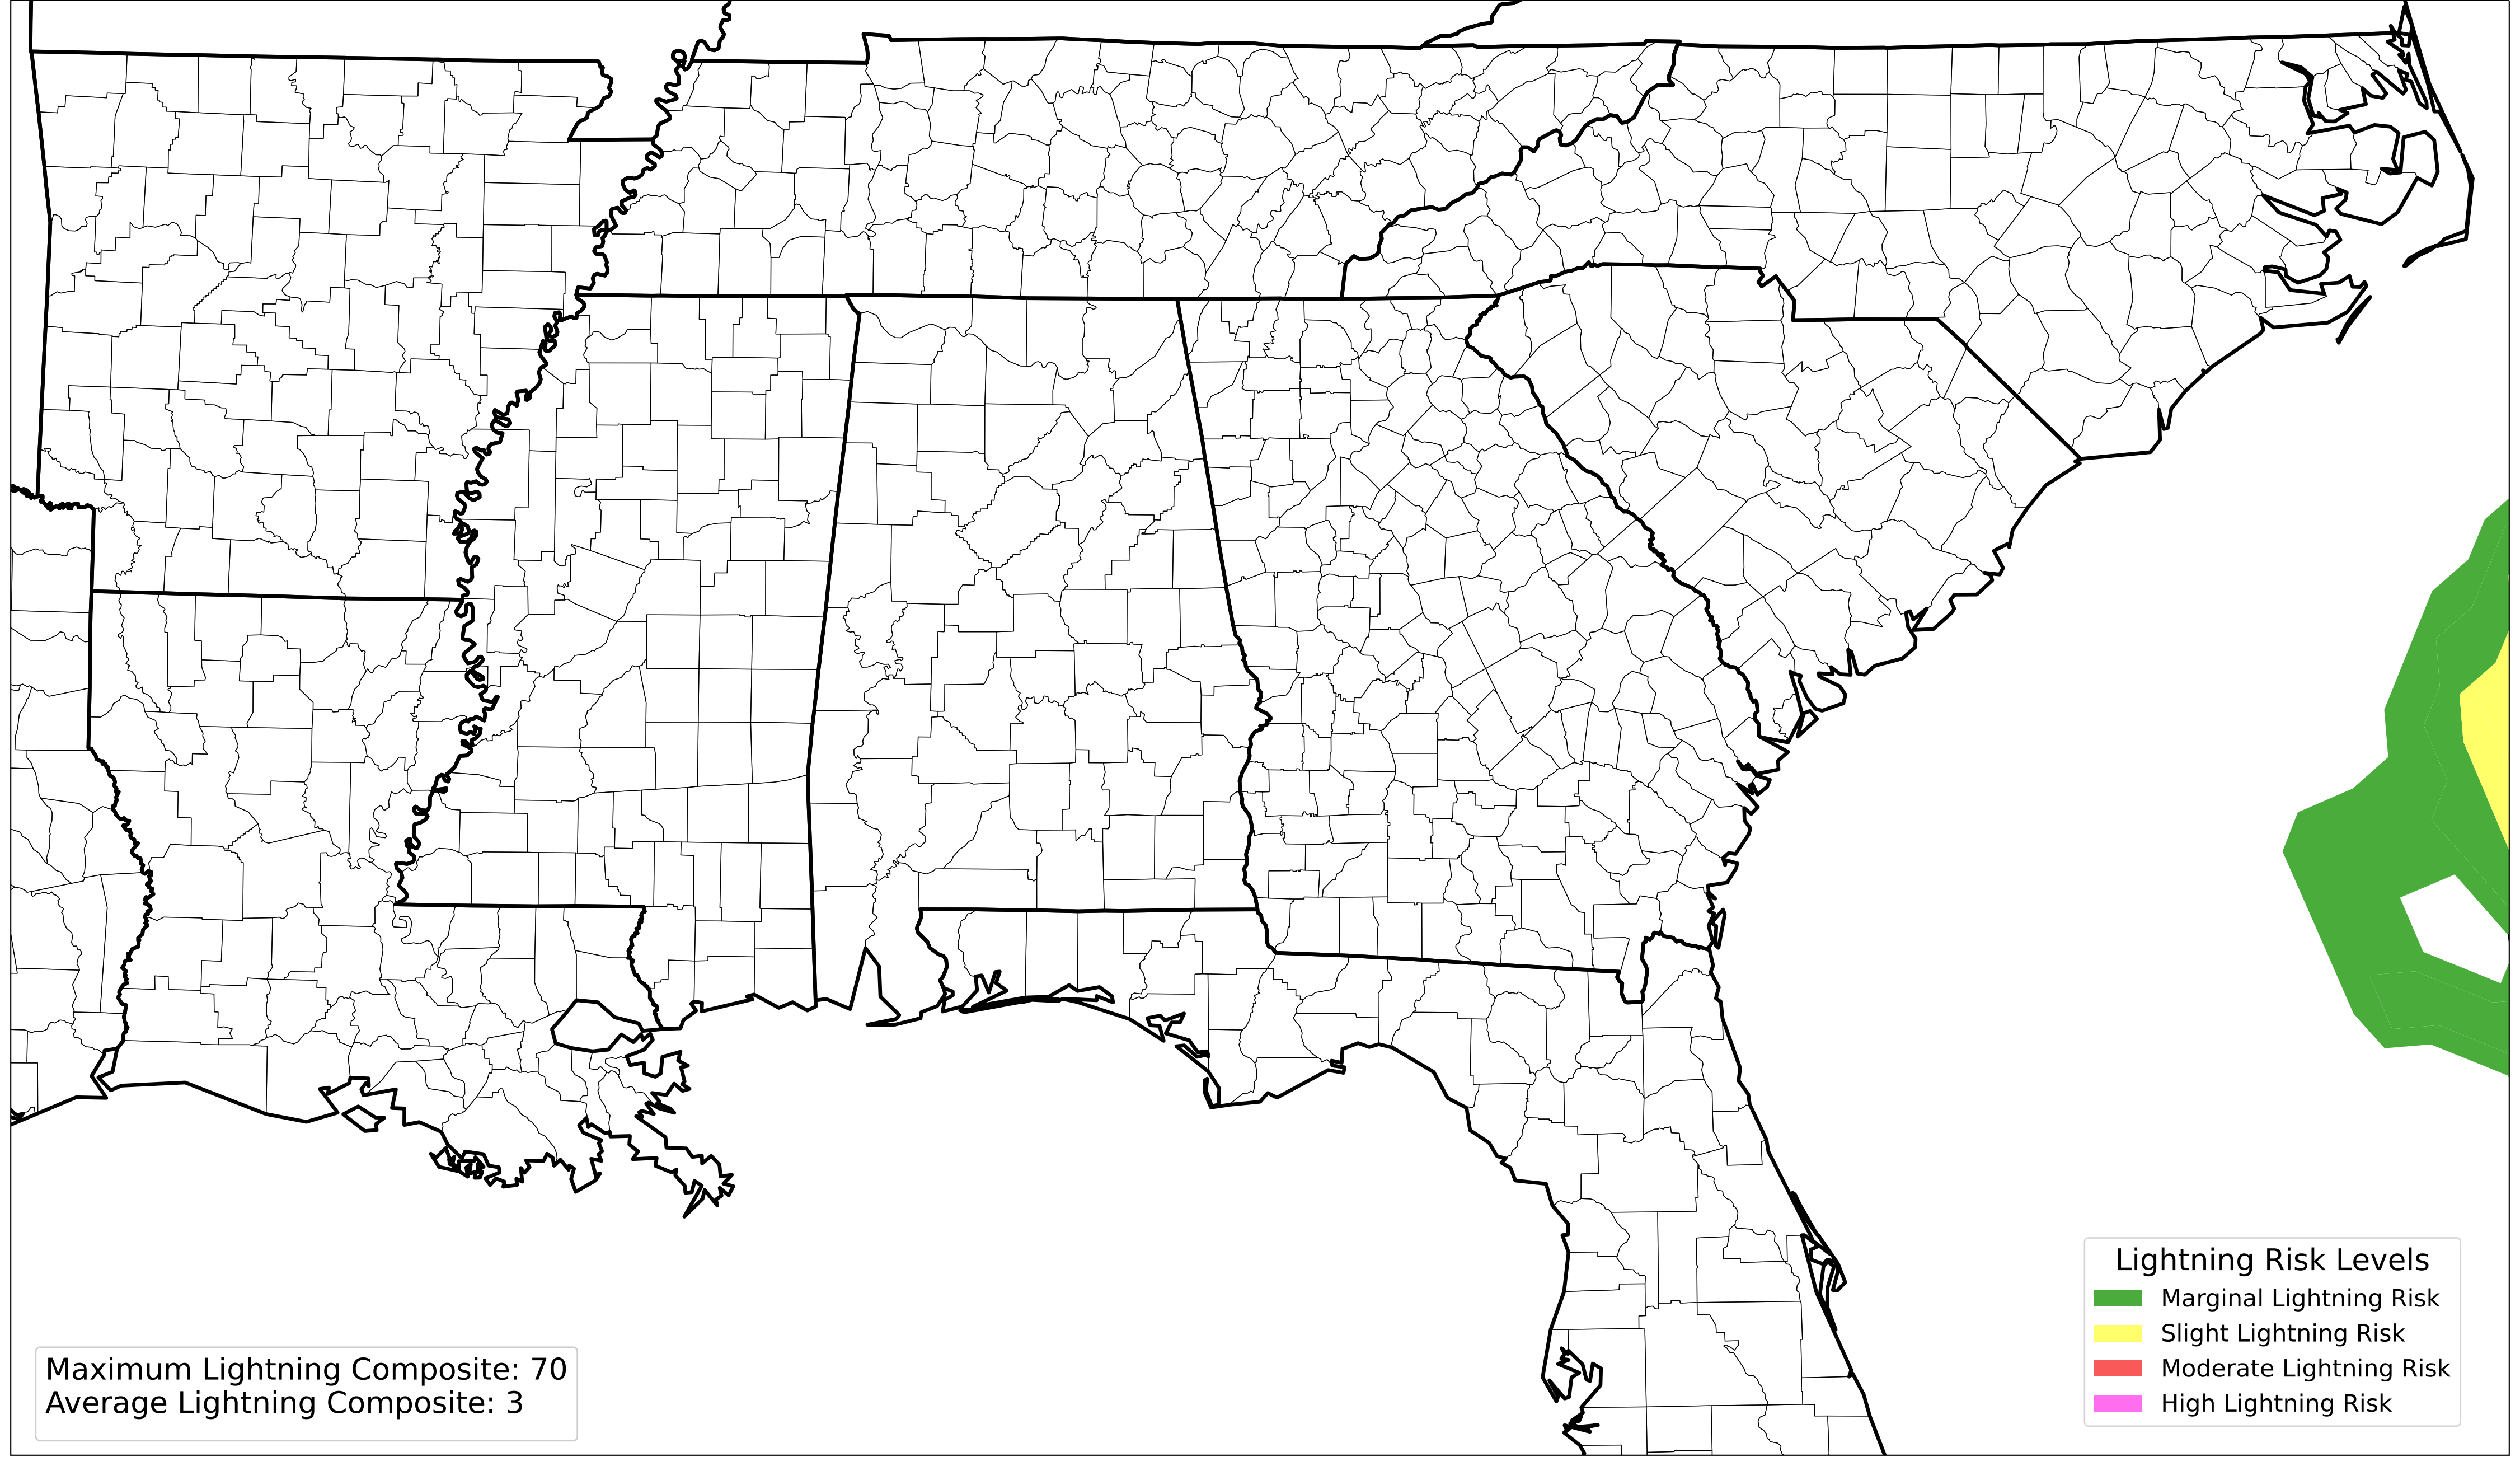 Lightning Risk Levels
Marginal Lightning Risk
Slight Lightning Risk
Moderate Lightning Risk
High Lightning Risk
Maximum Lightning Composite: 70
Average Lightning Composite: 3